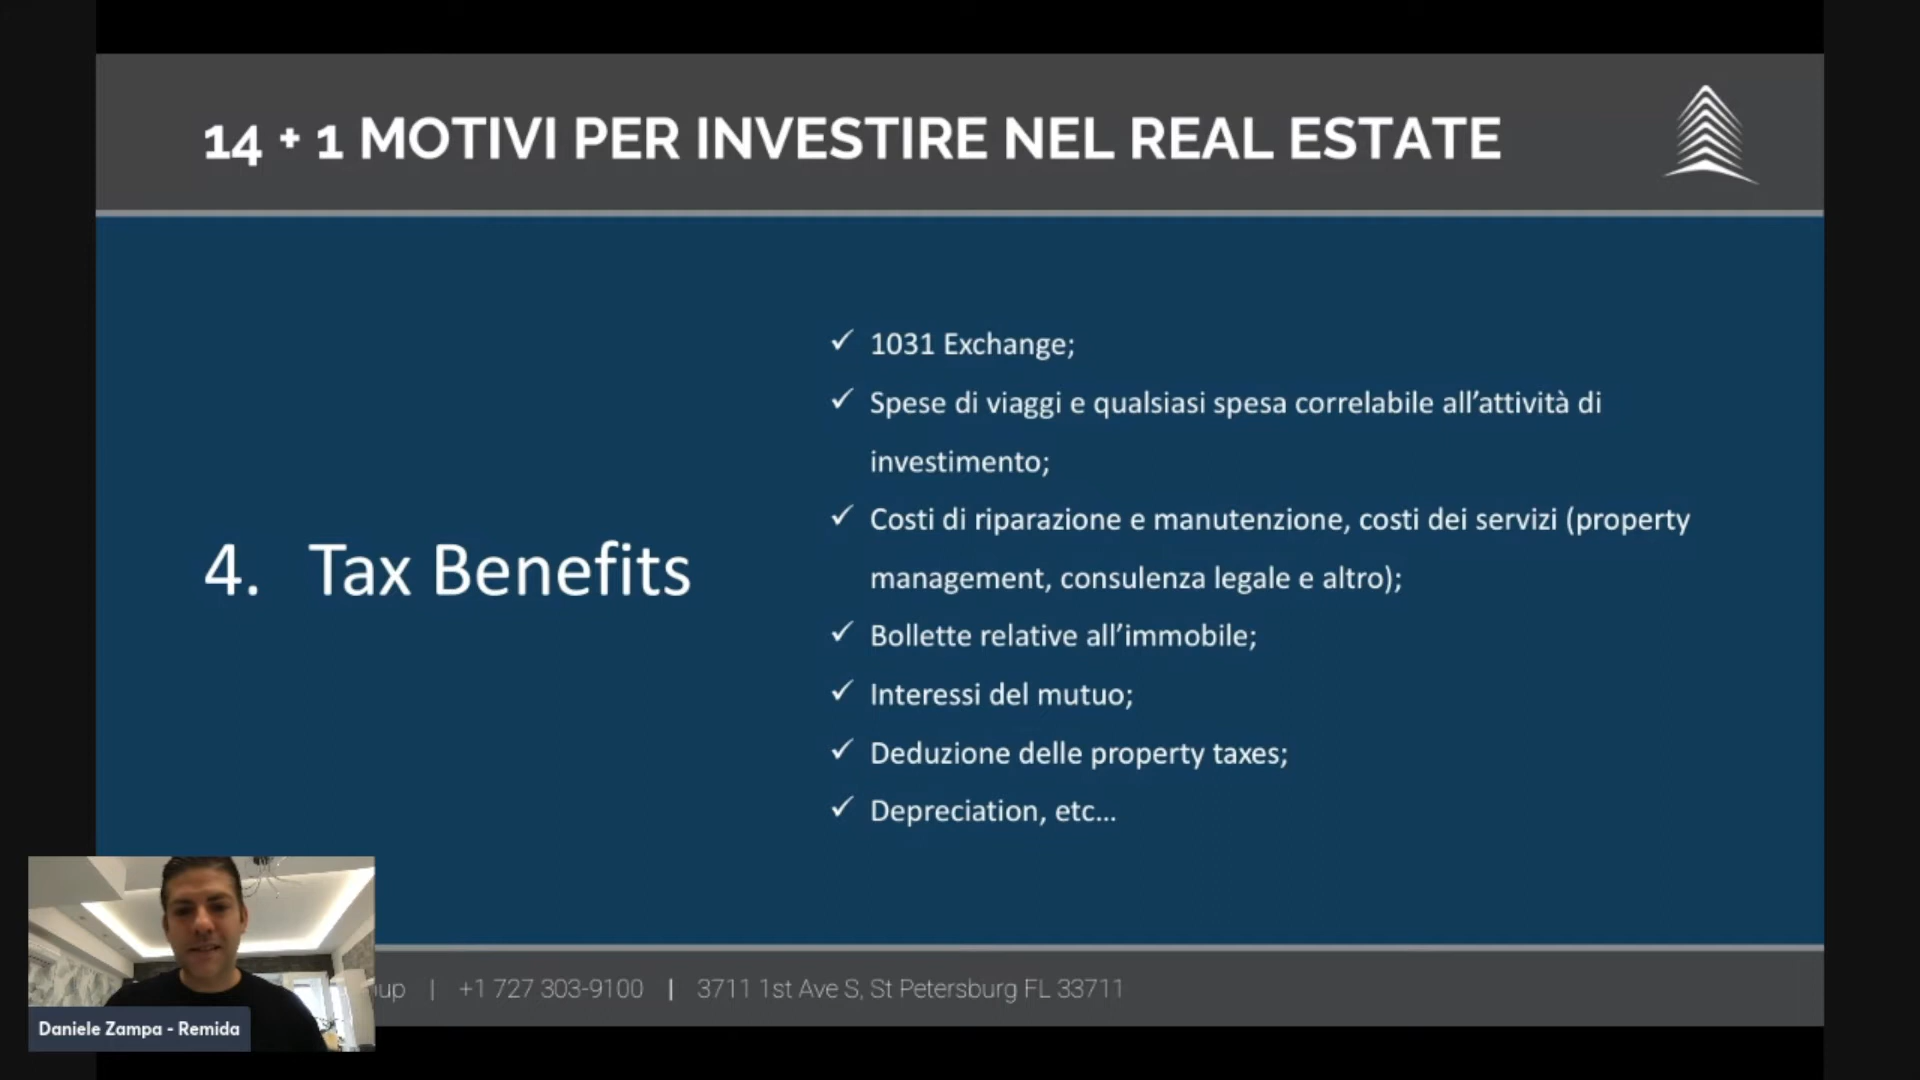 14 + 1 MOTIVI PER INVESTIRE NEL REAL ESTATE
4. Tax Benefits
✓ 1031 Exchange;
✓ Spese di viaggi e qualsiasi spesa correlabile all’attività di
investimento;
✓ Costi di riparazione e manutenzione, costi dei servizi (property
management, consulenza legale e altro);
✓ Bollette relative all’immobile;
✓ Interessi del mutuo;
✓ Deduzione delle property taxes;
✓ Depreciation, etc...
| +1 727 303-9100 | 3711 1st Ave S, St Petersburg FL 33711
Daniele Zampa - Remida